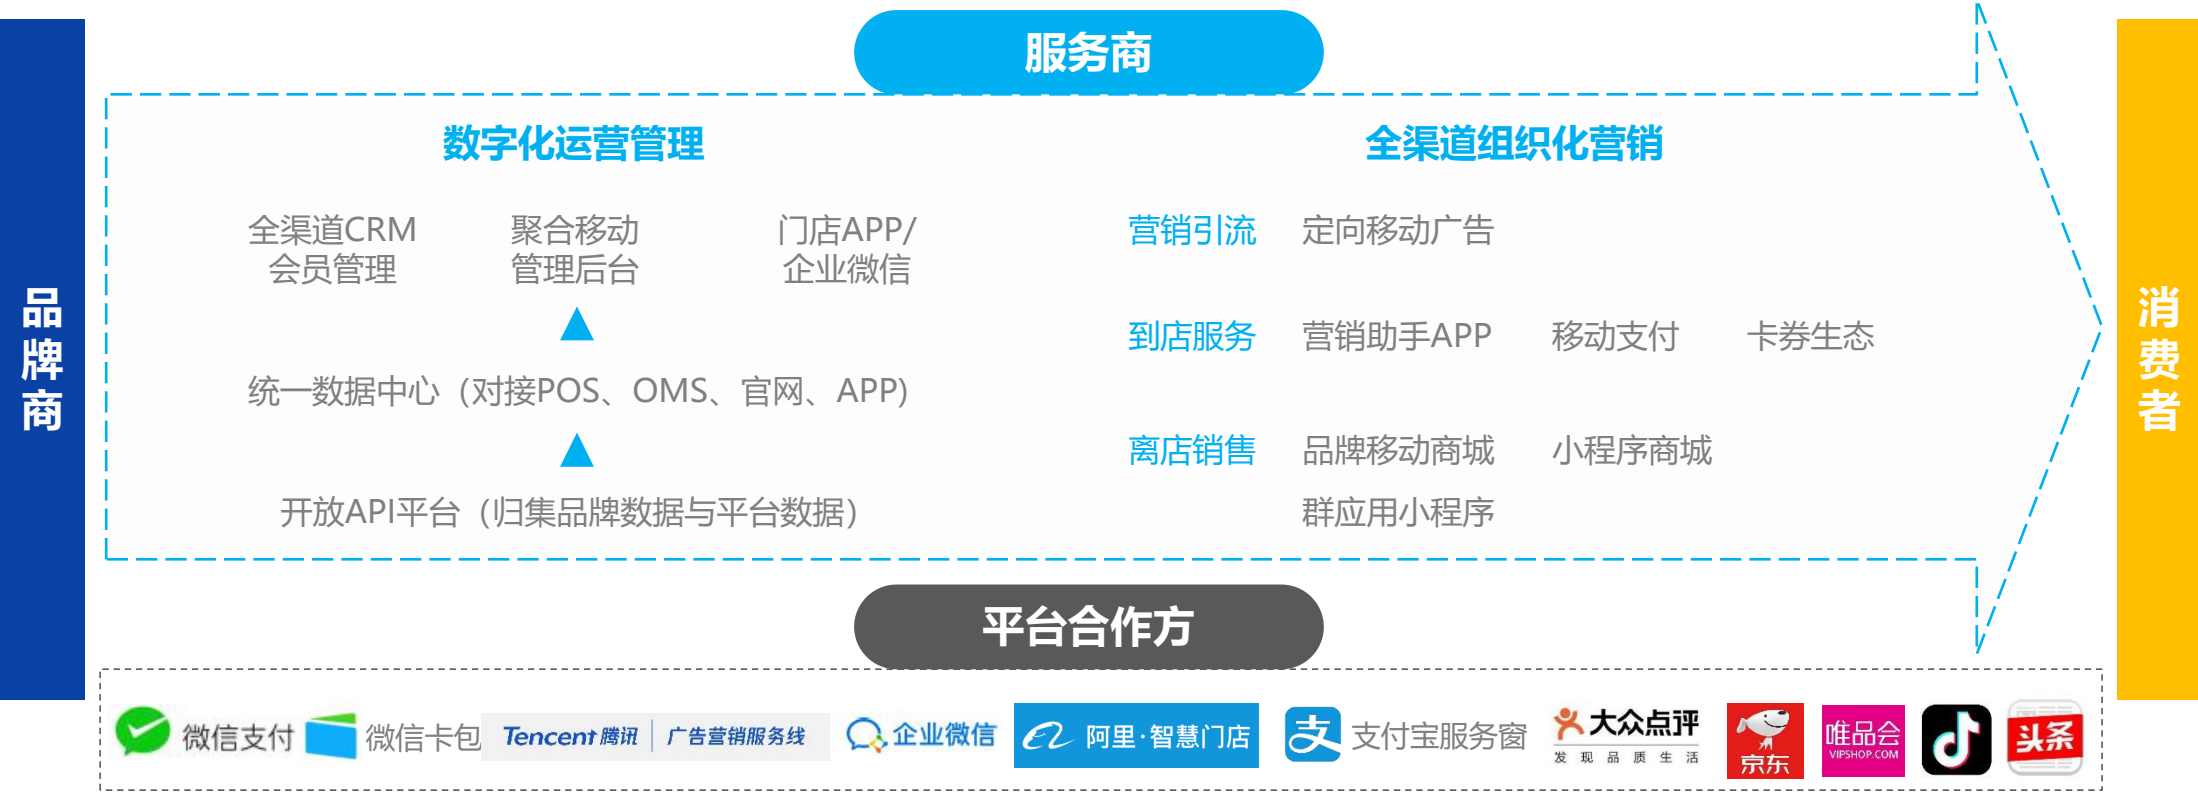 服务商
品牌商
数字化运营管理
全渠道CRM
会员管理
聚合移动
管理后台
门店APP/
企业微信
统一数据中心（对接POS、OMS、官网、APP)
开放API平台（归集品牌数据与平台数据）
全渠道组织化营销
营销引流 定向移动广告
到店服务 营销助手APP 移动支付 卡券生态
离店销售 品牌移动商城 小程序商城
群应用小程序
消费者
平台合作方
微信支付
微信卡包
Tencent 腾讯 | 广告营销服务线
企业微信
阿里·智慧门店
支 支付宝服务窗
大众点评
发现品质生活
京东
唯品会
VIPSHOP.COM
头条